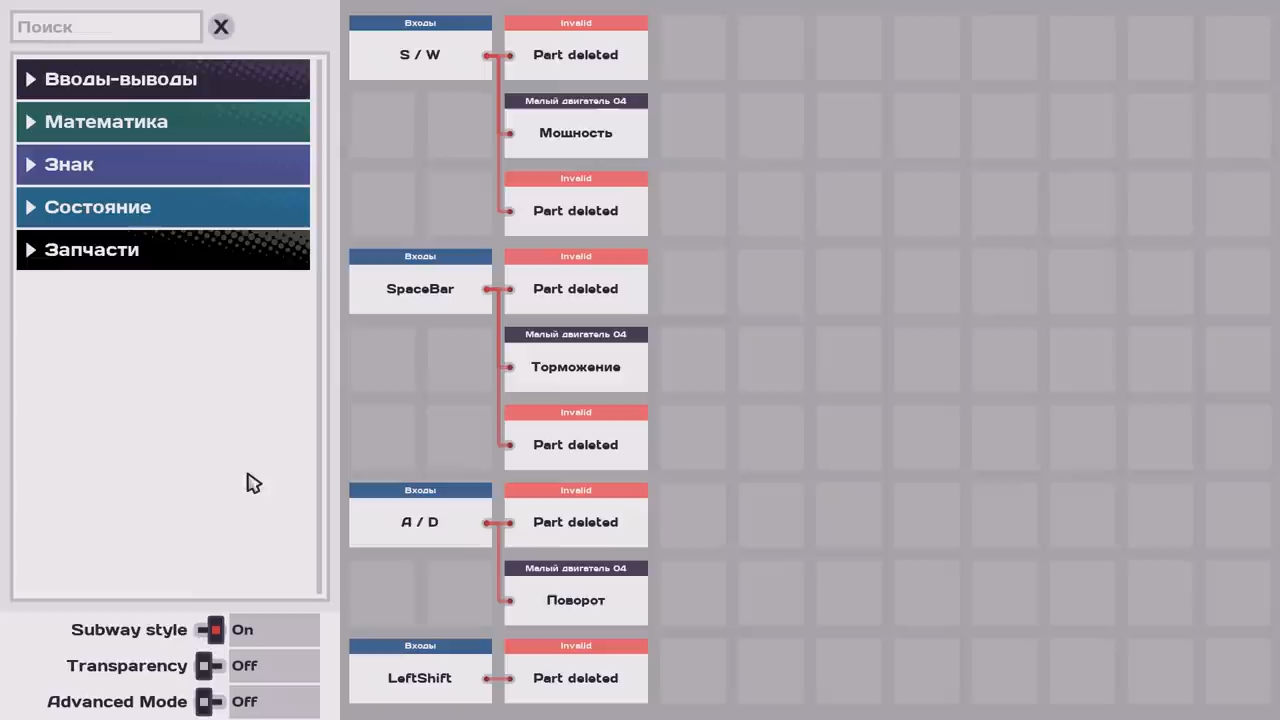 Поиск
X
Вводы-выводы
Математика
Знак
Состояние
Запчасти
Subway style
On
Transparency
Off
Advanced Mode
Off
Входы
S / W
Invalid
Part deleted
Малый двигатель 04
Мощность
Invalid
Part deleted
Входы
SpaceBar
Invalid
Part deleted
Малый двигатель 04
Торможение
Invalid
Part deleted
Входы
A / D
Invalid
Part deleted
Малый двигатель 04
Поворот
Входы
LeftShift
Invalid
Part deleted